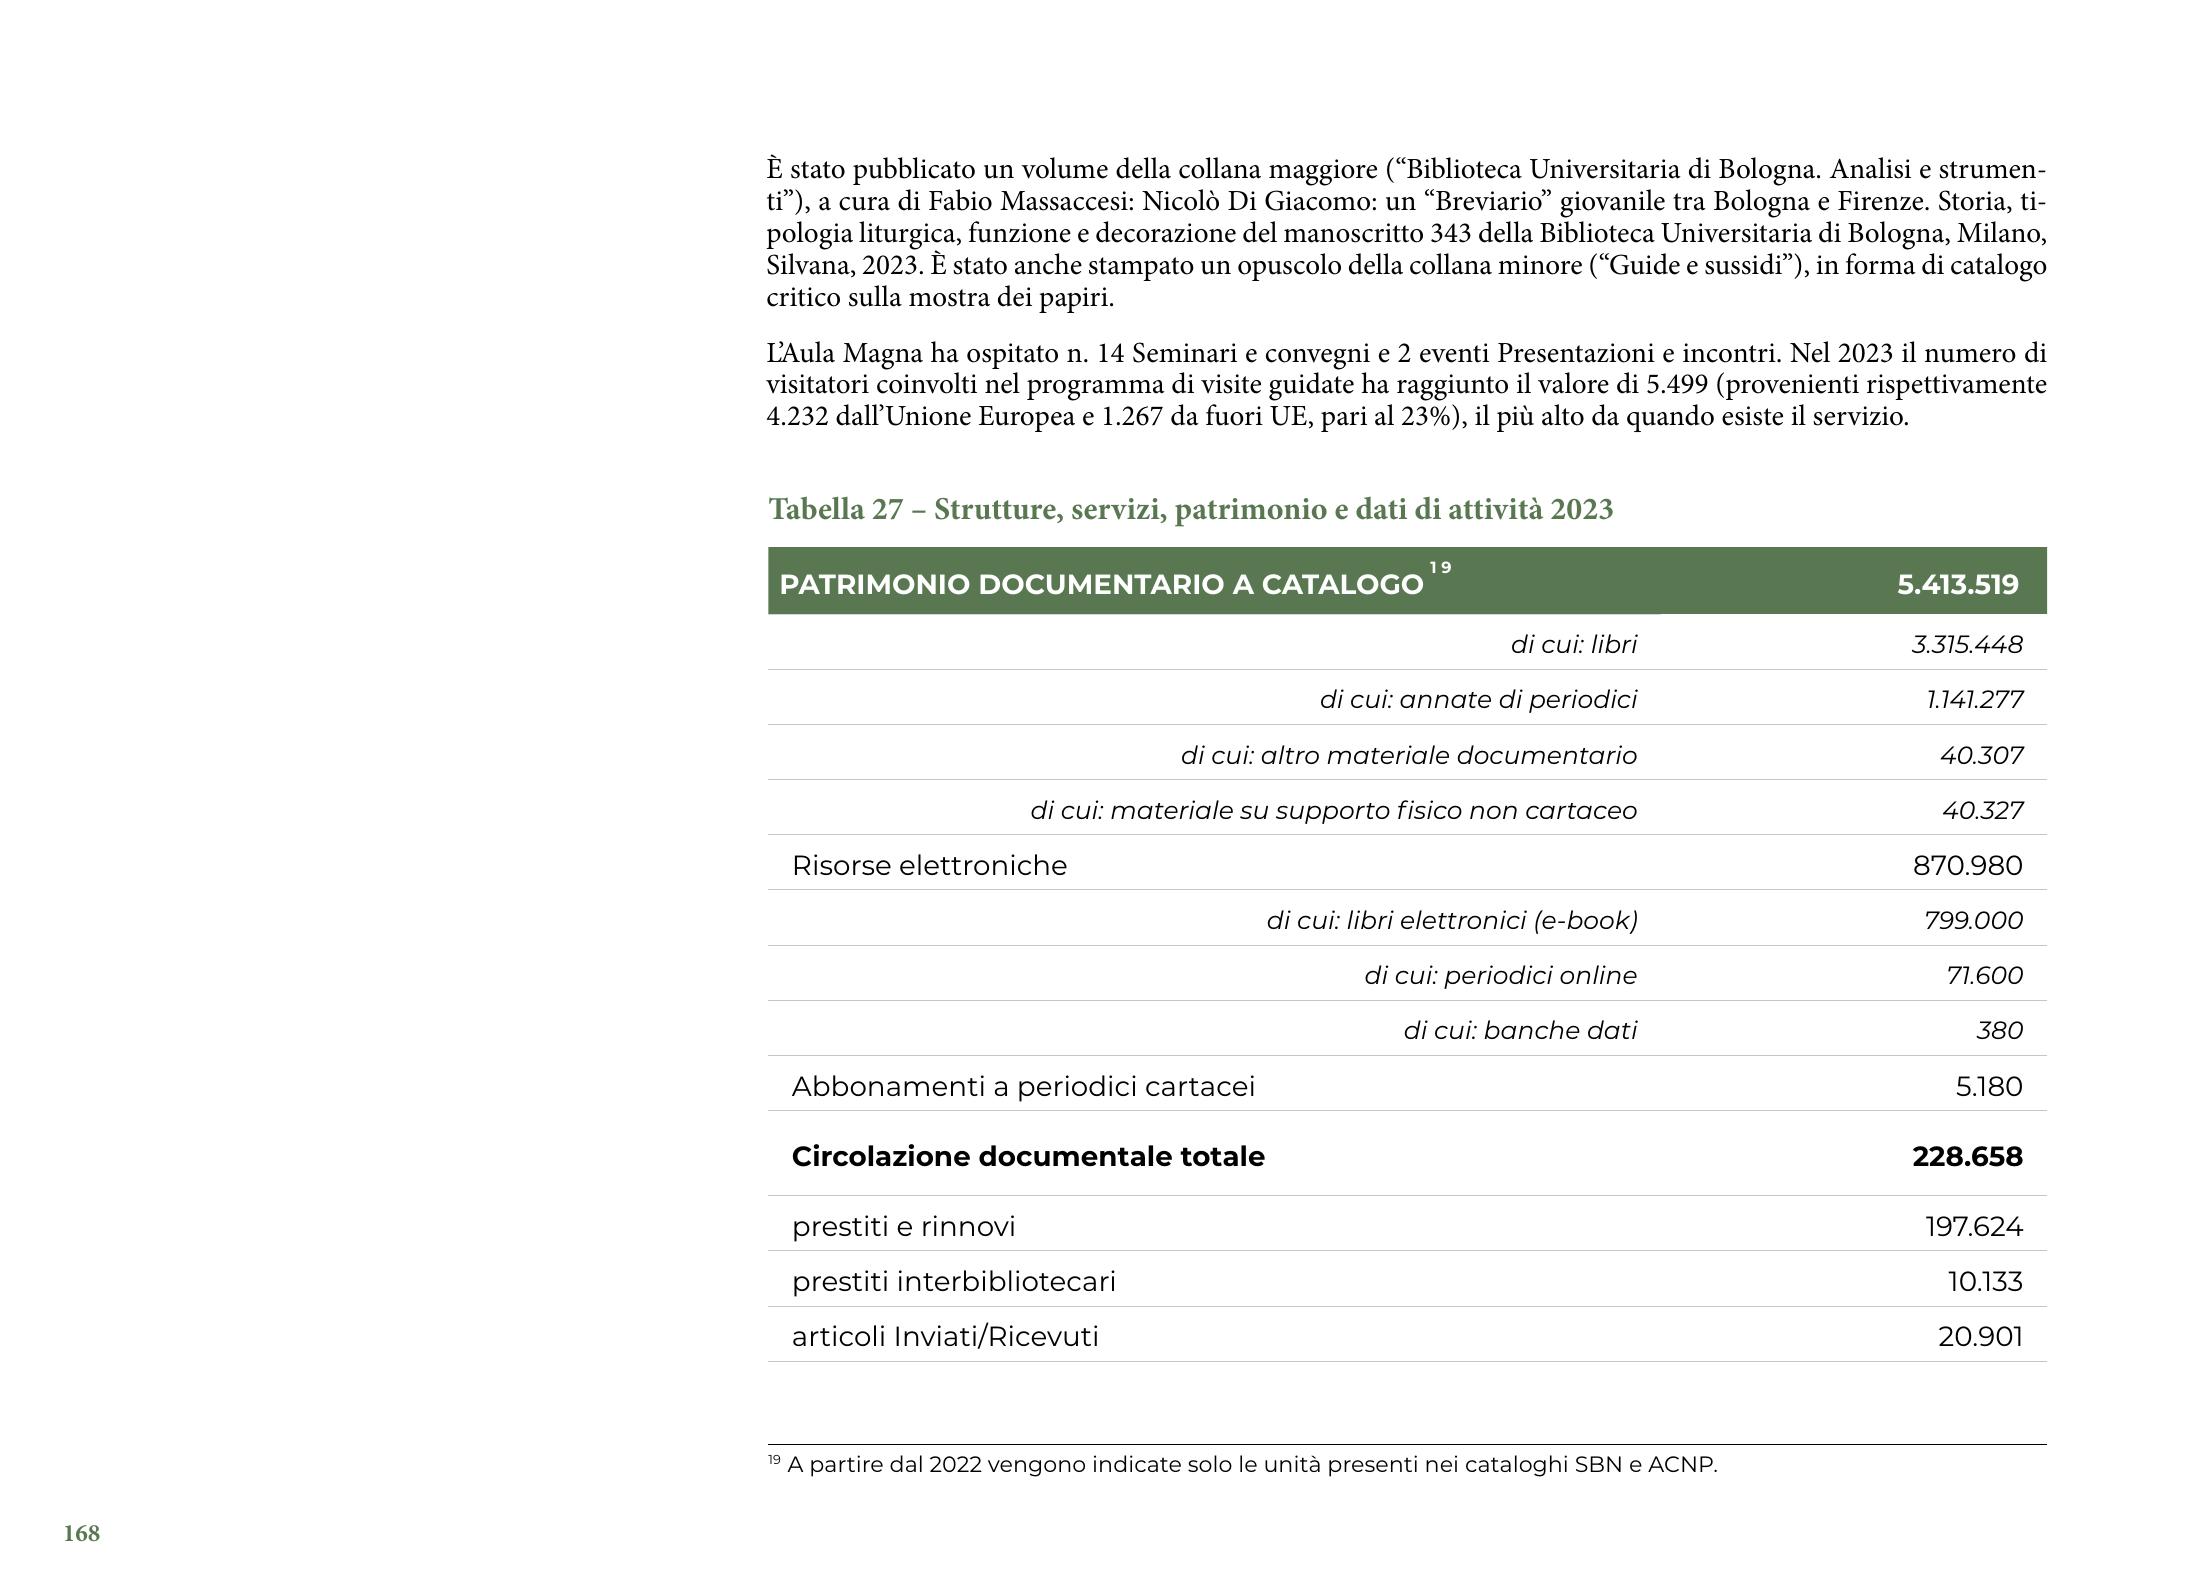 È stato pubblicato un volume della collana maggiore (“Biblioteca Universitaria di Bologna. Analisi e strumen-
ti”), a cura di Fabio Massaccesi: Nicolò Di Giacomo: un “Breviario” giovanile tra Bologna e Firenze. Storia, ti-
pologia liturgica, funzione e decorazione del manoscritto 343 della Biblioteca Universitaria di Bologna, Milano,
Silvana, 2023. È stato anche stampato un opuscolo della collana minore (“Guide e sussidi”), in forma di catalogo
critico sulla mostra dei papiri.
L’Aula Magna ha ospitato n. 14 Seminari e convegni e 2 eventi Presentazioni e incontri. Nel 2023 il numero di
visitatori coinvolti nel programma di visite guidate ha raggiunto il valore di 5.499 (provenienti rispettivamente
4.232 dall’Unione Europea e 1.267 da fuori UE, pari al 23%), il più alto da quando esiste il servizio.
Tabella 27 – Strutture, servizi, patrimonio e dati di attività 2023
PATRIMONIO DOCUMENTARIO A CATALOGO 19 5.413.519
di cui: libri 3.315.448
di cui: annate di periodici 1.141.277
di cui: altro materiale documentario 40.307
di cui: materiale su supporto fisico non cartaceo 40.327
Risorse elettroniche 870.980
di cui: libri elettronici (e-book) 799.000
di cui: periodici online 71.600
di cui: banche dati 380
Abbonamenti a periodici cartacei 5.180
Circolazione documentale totale 228.658
prestiti e rinnovi 197.624
prestiti interbibliotecari 10.133
articoli Inviati/Ricevuti 20.901
19 A partire dal 2022 vengono indicate solo le unità presenti nei cataloghi SBN e ACNP.
168